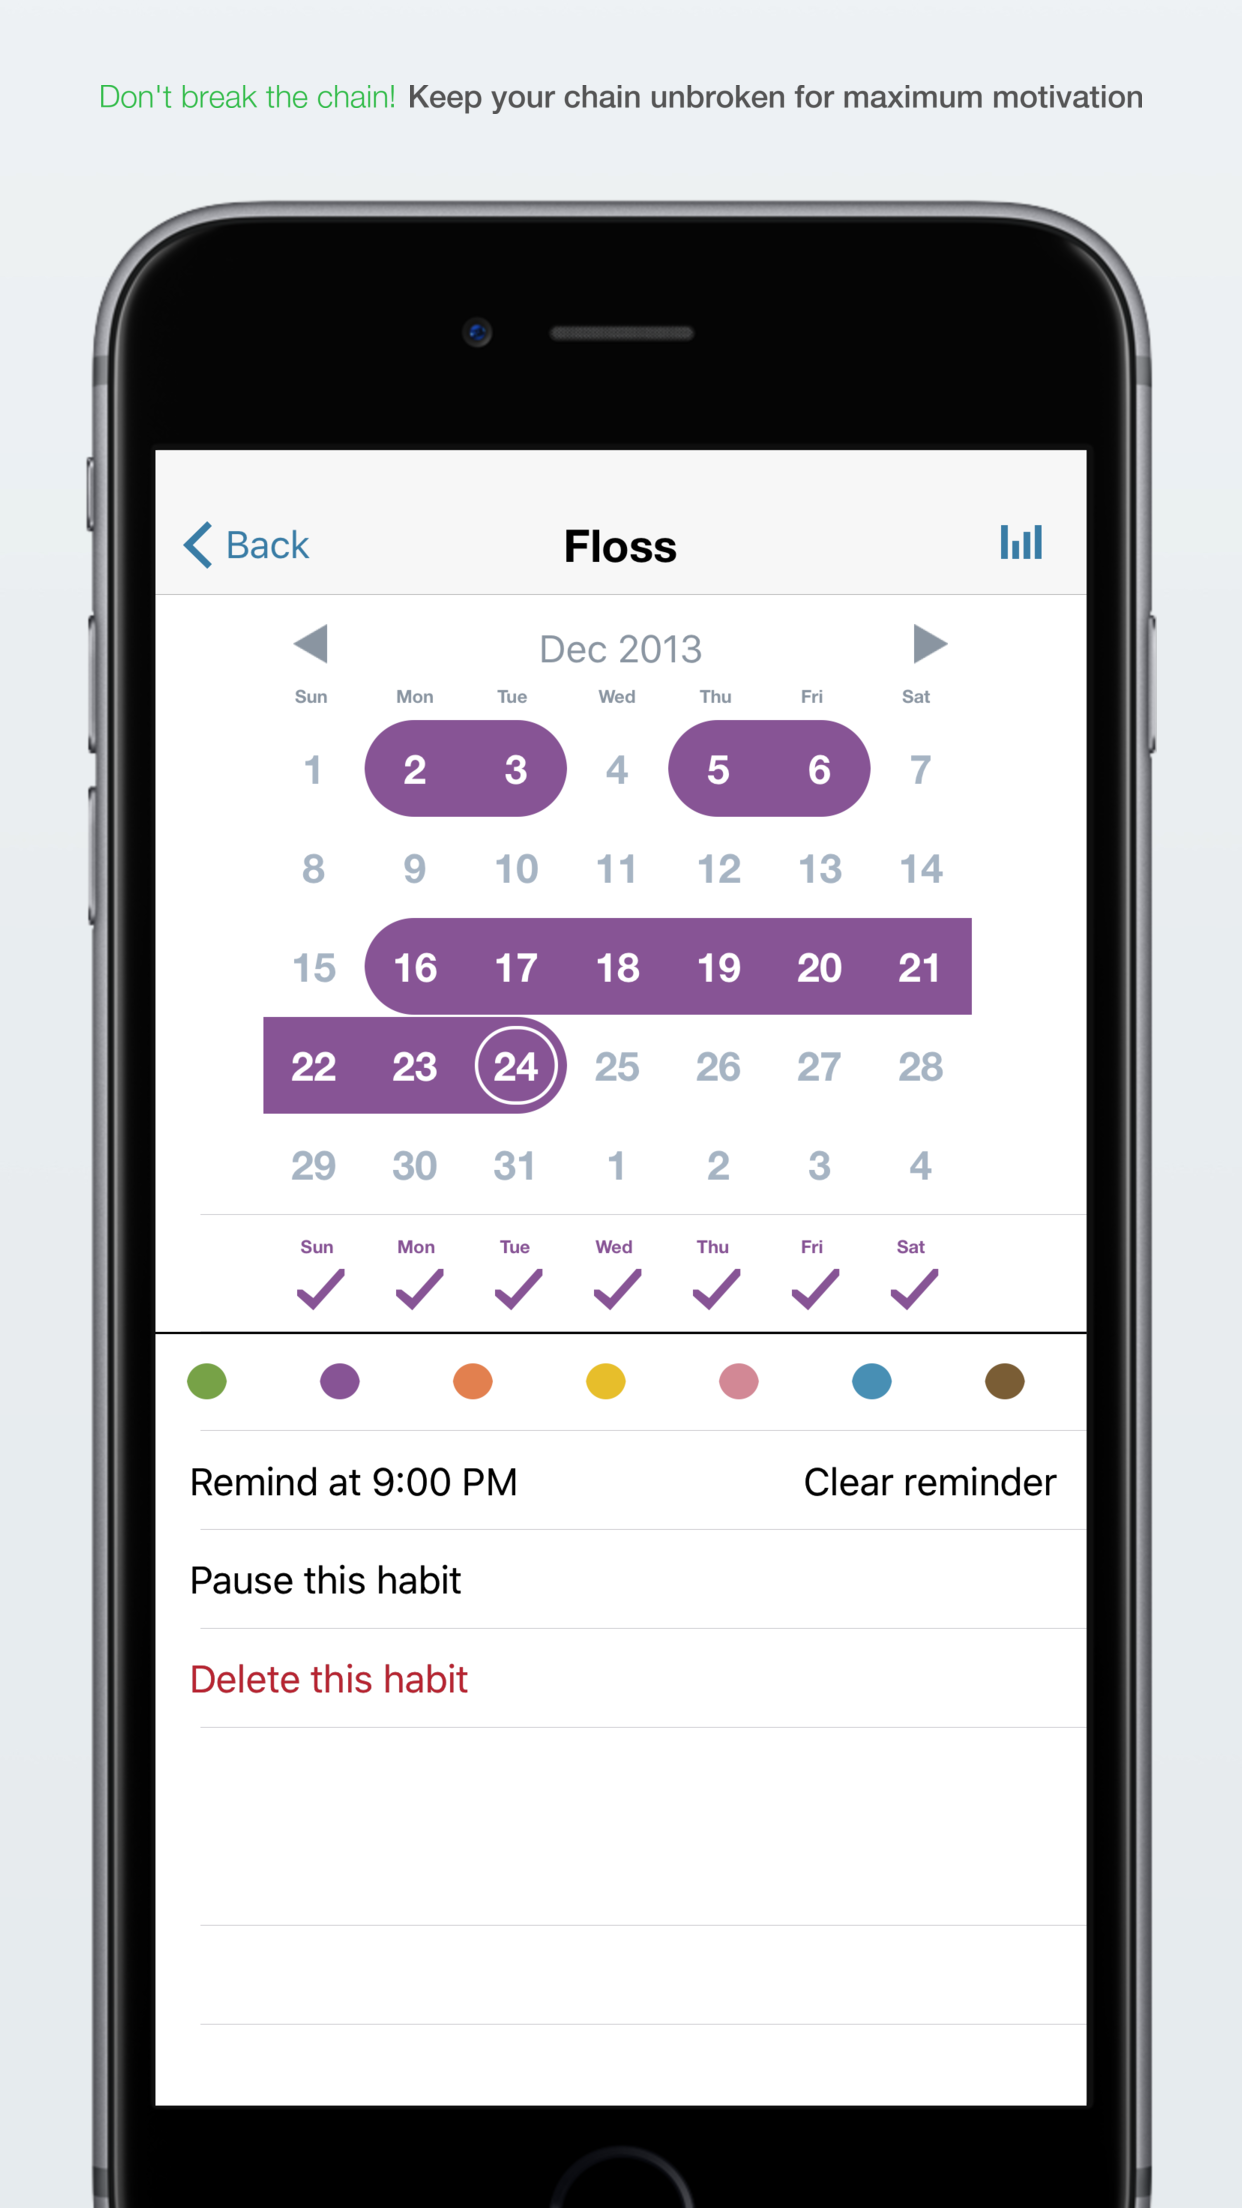 Don't break the chain! Keep your chain unbroken for maximum motivation
Back Floss
Dec 2013
Sun Mon Tue Wed Thu Fri Sat
1 2 3 4 5 6 7
8 9 10 11 12 13 14
15 16 17 18 19 20 21
22 23 24 25 26 27 28
29 30 31 1 2 3 4
Sun Mon Tue Wed Thu Fri Sat
Remind at 9:00 PM Clear reminder
Pause this habit
Delete this habit